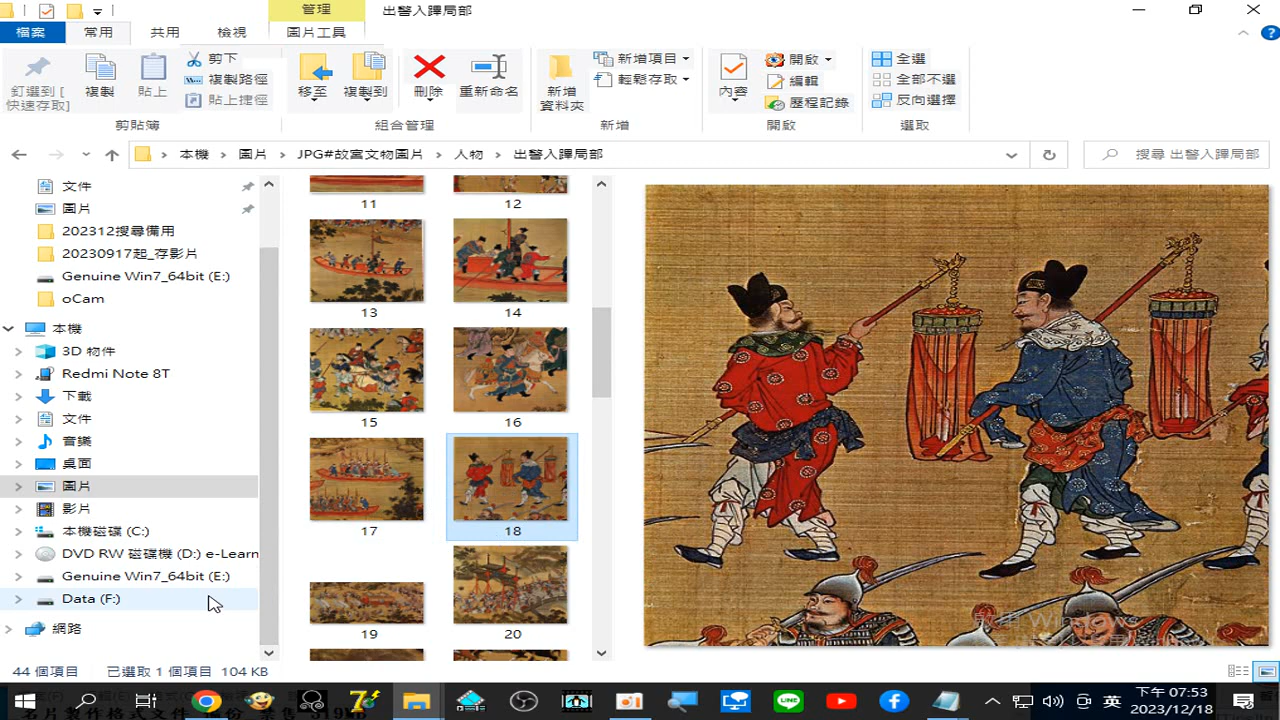 管理
出警入蹕局部
檔案
常用
共用
檢視
圖片工具
釘選到 [
快速存取]
複製
貼上
剪下
複製路徑
貼上捷徑
剪貼簿
移至
複製到
刪除
重新命名
組合管理
新增
資料夾
新增項目
輕鬆存取
新增
內容
開啟
編輯
歷程記錄
開啟
全選
全部不選
反向選擇
選取
本機 › 圖片 › JPG#故宮文物圖片 › 人物 › 出警入蹕局部
搜尋 出警入蹕局部
文件
圖片
202312搜尋備用
20230917起_存影片
Genuine Win7_64bit (E:)
oCam
本機
3D 物件
Redmi Note 8T
下載
文件
音樂
桌面
圖片
影片
本機磁碟 (C:)
DVD RW 磁碟機 (D:) e-Learn
Genuine Win7_64bit (E:)
Data (F:)
網路
11
12
13
14
15
16
17
18
19
20
啟用 Windows
44 個項目
已選取 1 個項目 104 KB
英
下午 07:53
2023/12/18